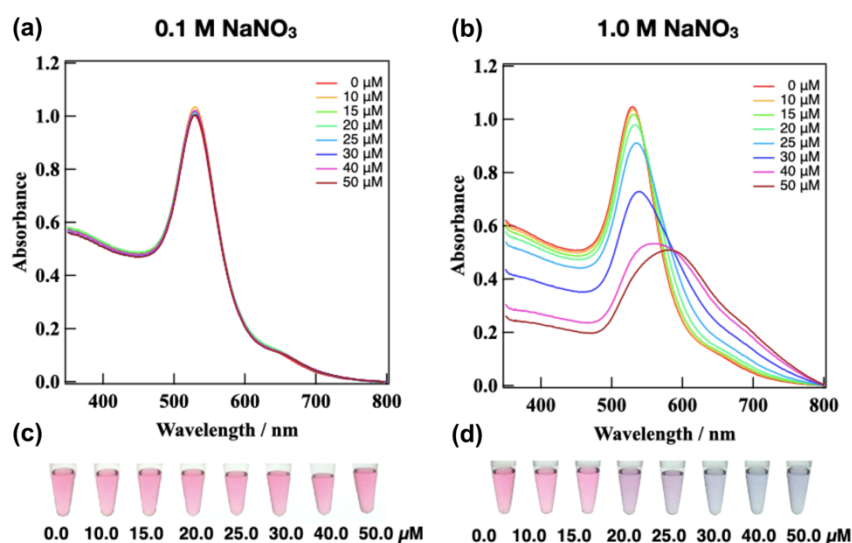 (a)
0.1 M NaNO₃
Absorbance
1.2
1.0
0.8
0.6
0.4
0.2
0.0
400
500
600
700
800
Wavelength / nm
0 µM
10 µM
15 µM
20 µM
25 µM
30 µM
40 µM
50 µM
(b)
1.0 M NaNO₃
Absorbance
1.2
1.0
0.8
0.6
0.4
0.2
0.0
400
500
600
700
800
Wavelength / nm
0 µM
10 µM
15 µM
20 µM
25 µM
30 µM
40 µM
50 µM
(c)
0.0 10.0 15.0 20.0 25.0 30.0 40.0 50.0 µM
(d)
0.0 10.0 15.0 20.0 25.0 30.0 40.0 50.0 µM